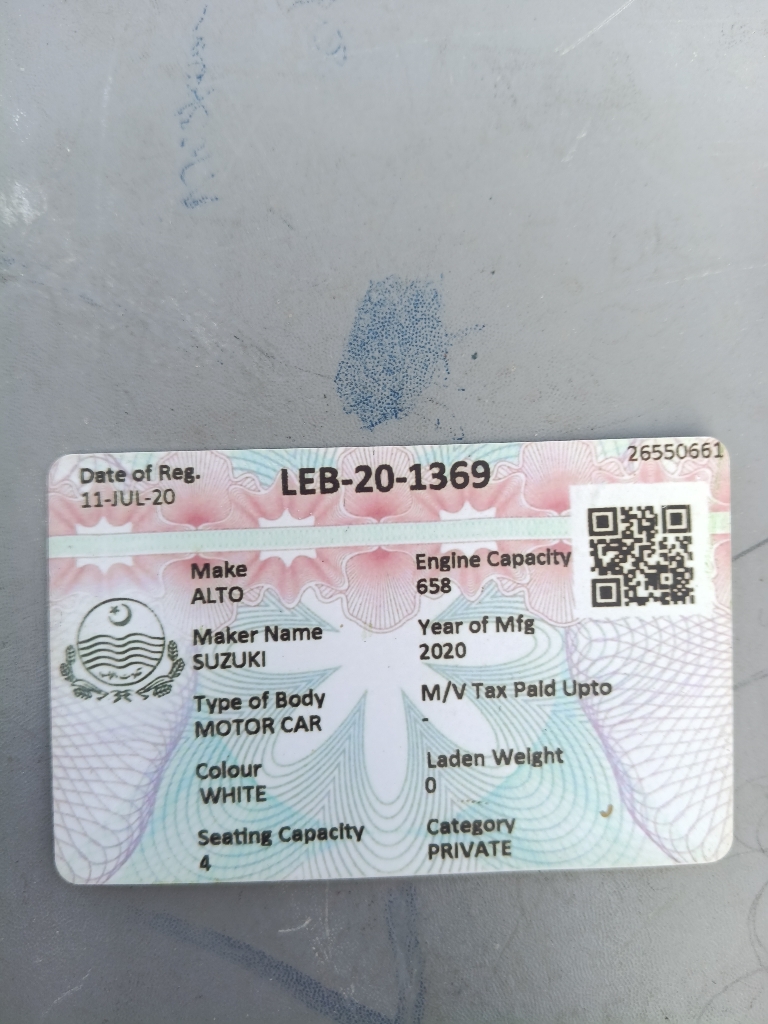 Date of Reg.
11-JUL-20
LEB-20-1369
26550661
Make
ALTO
Engine Capacity
658
Maker Name
SUZUKI
Year of Mfg
2020
Type of Body
MOTOR CAR
M/V Tax Paid Upto
-
Colour
WHITE
Laden Weight
0
Seating Capacity
4
Category
PRIVATE